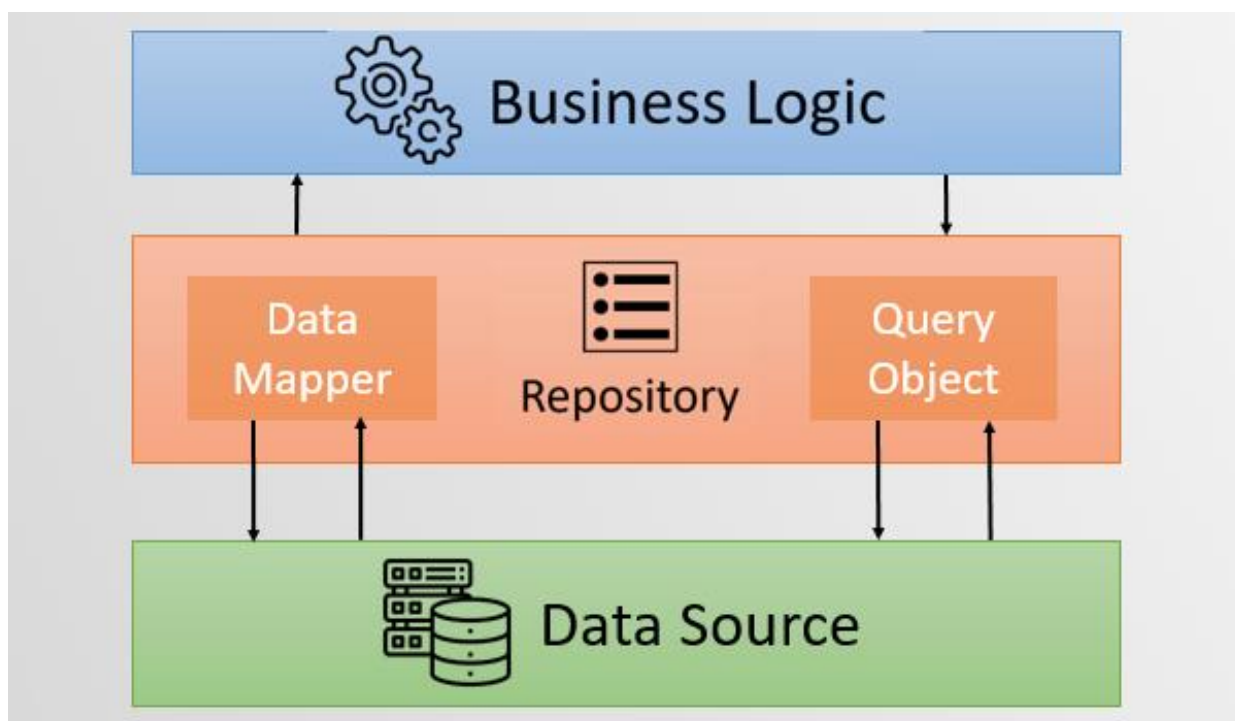 Business Logic
Data
Mapper
Repository
Query
Object
Data Source